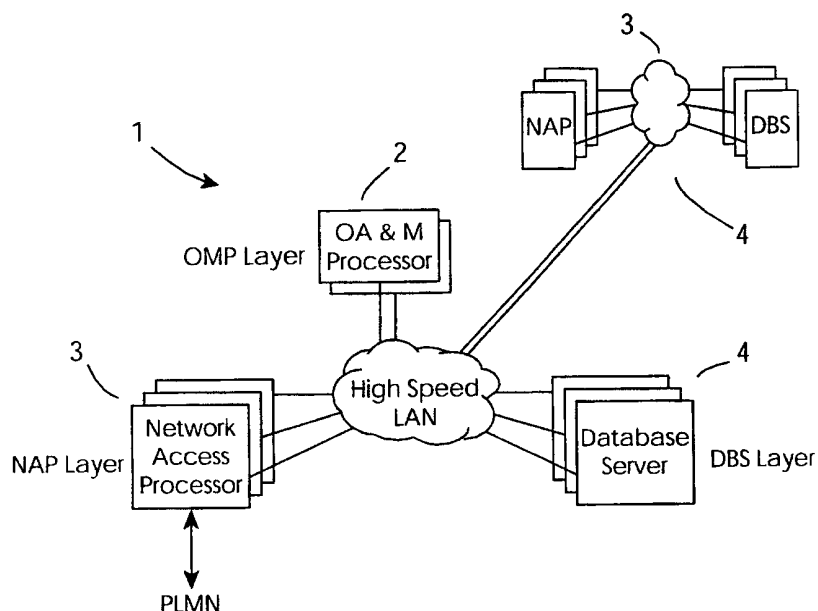 3
NAP
DBS
1
2
4
OMP Layer
OA & M
Processor
3
4
High Speed
LAN
NAP Layer
Network
Access
Processor
Database
Server
DBS Layer
PLMN